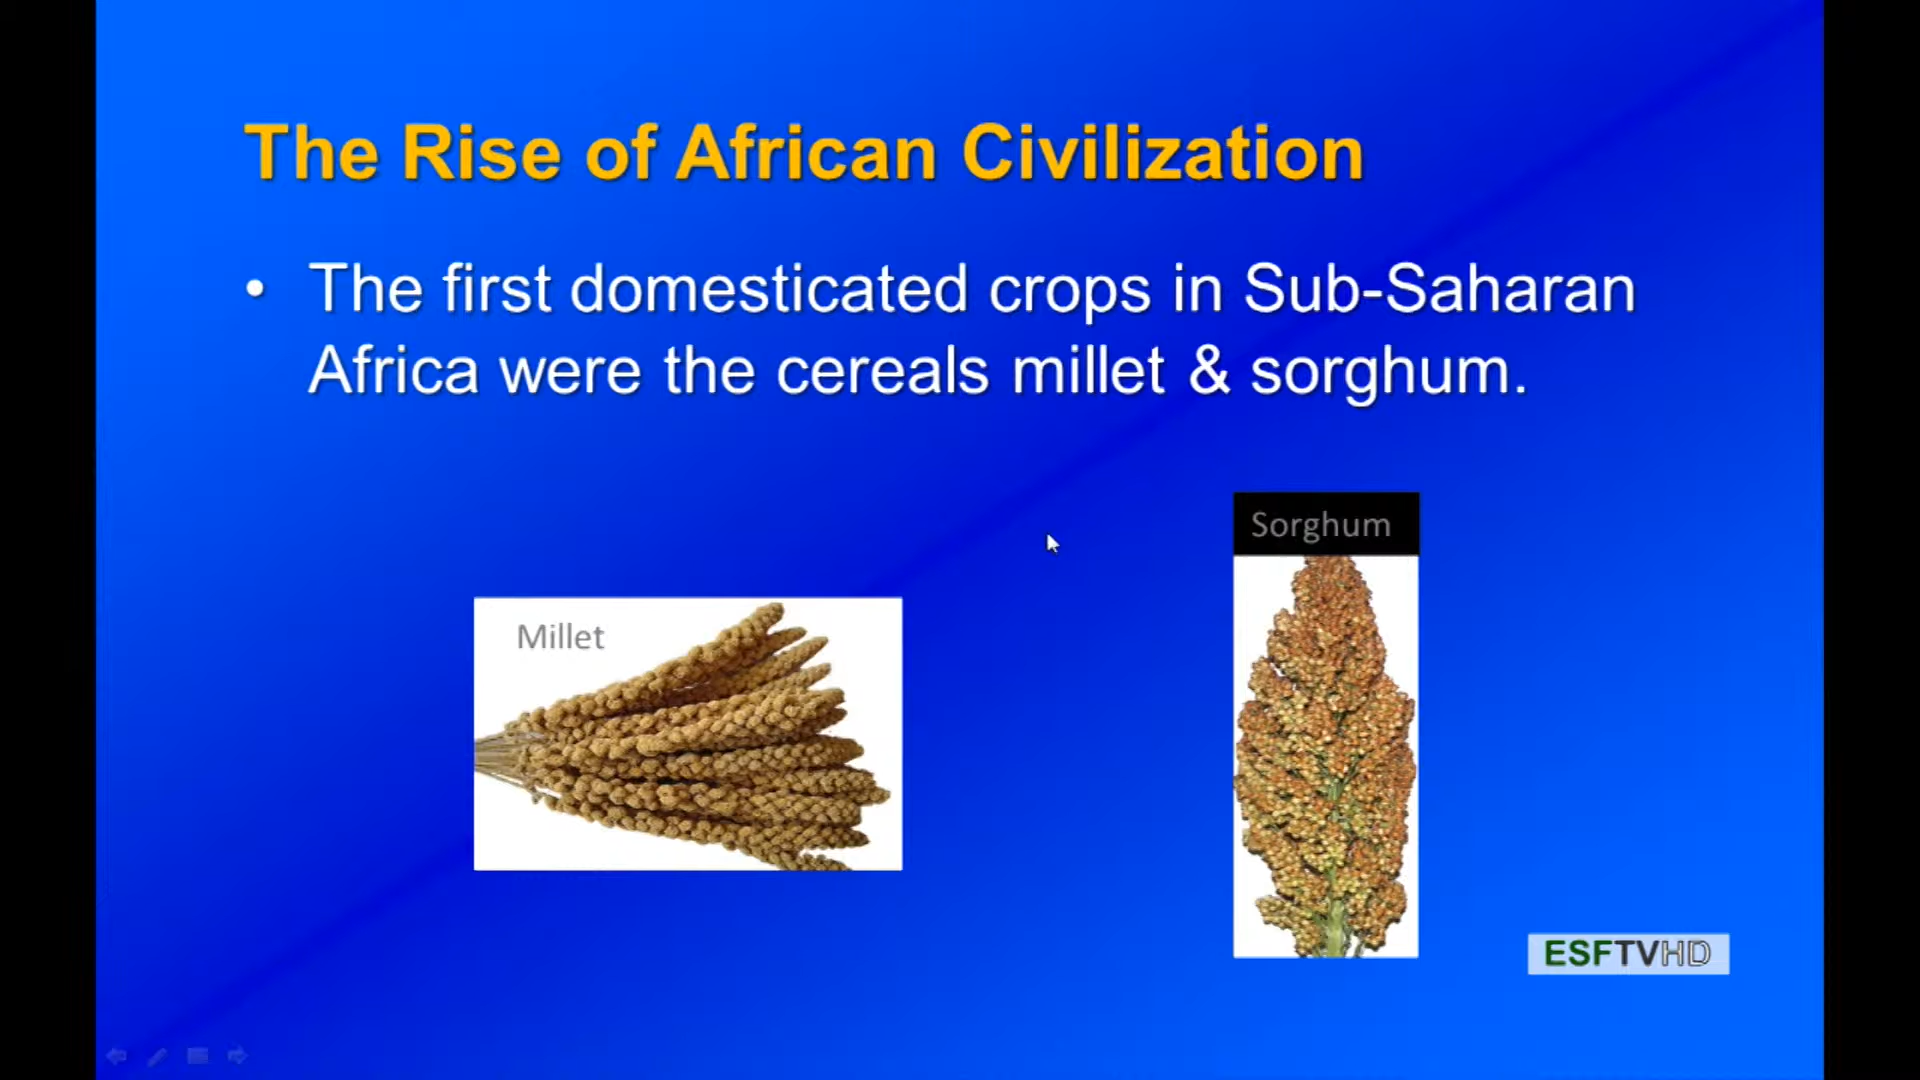 The Rise of African Civilization
• The first domesticated crops in Sub-Saharan
Africa were the cereals millet & sorghum.
Sorghum
Millet
ESFTVHD